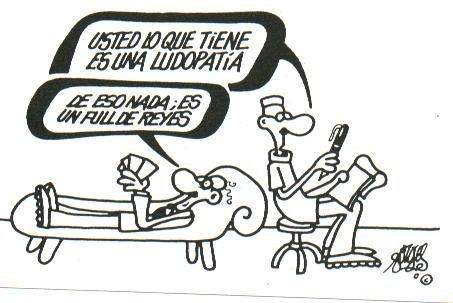 USTED LO QUE TiENE
ES UNA LUDOPATíA
DE ESO NADA; ES
UN FULL DE REYES
©